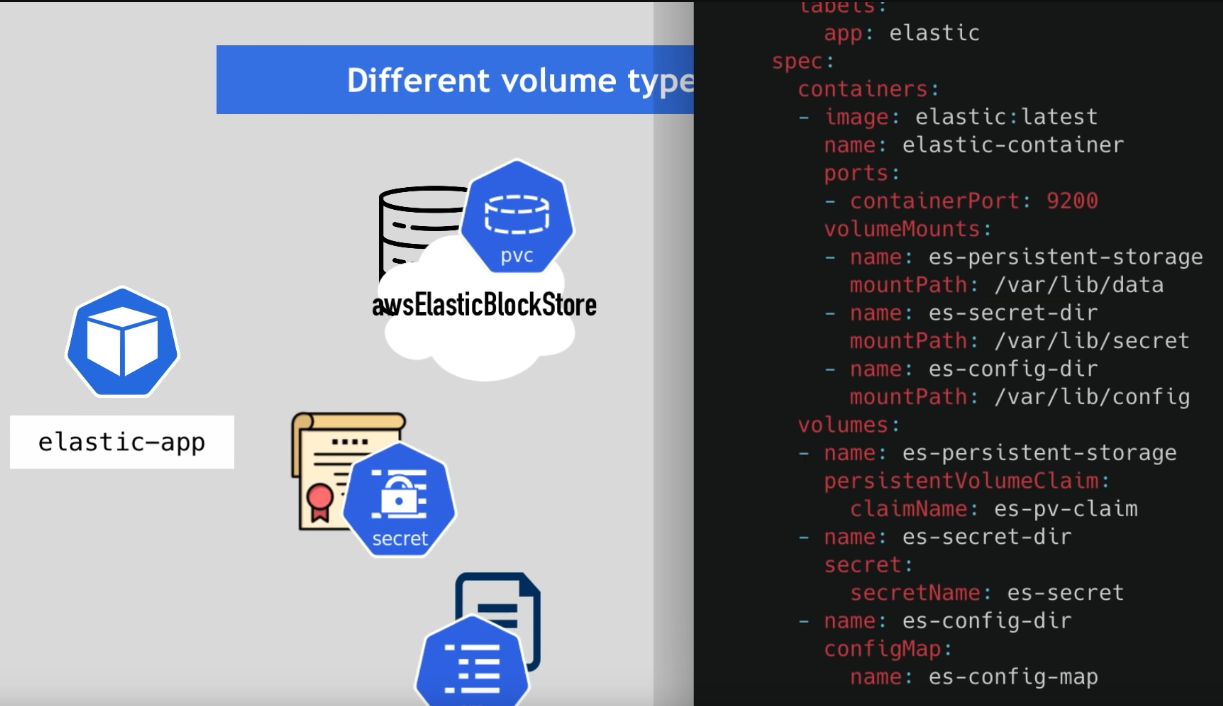 Different volume type
pvc
awsElasticBlockStore
elastic-app
secret
labels:
app: elastic
spec:
containers:
- image: elastic:latest
name: elastic-container
ports:
- containerPort: 9200
volumeMounts:
- name: es-persistent-storage
mountPath: /var/lib/data
- name: es-secret-dir
mountPath: /var/lib/secret
- name: es-config-dir
mountPath: /var/lib/config
volumes:
- name: es-persistent-storage
persistentVolumeClaim:
claimName: es-pv-claim
- name: es-secret-dir
secret:
secretName: es-secret
- name: es-config-dir
configMap:
name: es-config-map